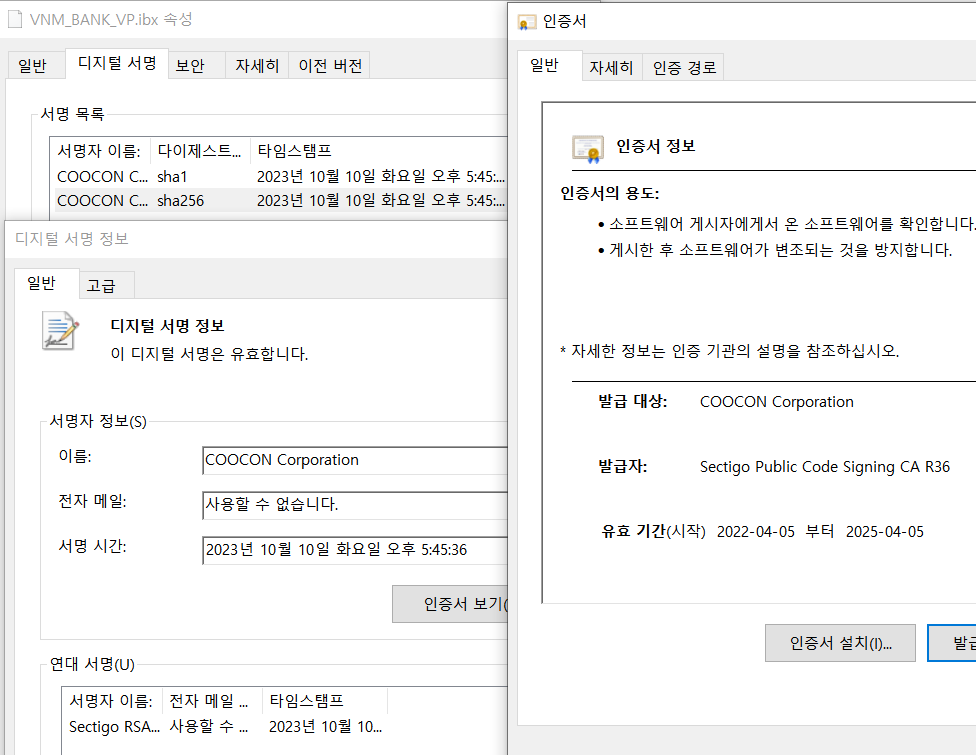 VNM_BANK_VP.ibx 속성
일반 디지털 서명 보안 자세히 이전 버전
서명 목록
서명자 이름: 다이제스트... 타임스탬프
COOCON C... sha1 2023년 10월 10일 화요일 오후 5:45:...
COOCON C... sha256 2023년 10월 10일 화요일 오후 5:45:...
디지털 서명 정보
일반 고급
디지털 서명 정보
이 디지털 서명은 유효합니다.
서명자 정보(S)
이름: COOCON Corporation
전자 메일: 사용할 수 없습니다.
서명 시간: 2023년 10월 10일 화요일 오후 5:45:36
인증서 보기(
연대 서명(U)
서명자 이름: 전자 메일 ... 타임스탬프
Sectigo RSA... 사용할 수 ... 2023년 10월 10...
인증서
일반 자세히 인증 경로
인증서 정보
인증서의 용도:
• 소프트웨어 게시자에게서 온 소프트웨어를 확인합니다.
• 게시한 후 소프트웨어가 변조되는 것을 방지합니다.
* 자세한 정보는 인증 기관의 설명을 참조하십시오.
발급 대상: COOCON Corporation
발급자: Sectigo Public Code Signing CA R36
유효 기간(시작) 2022-04-05 부터 2025-04-05
인증서 설치(I)... 발급